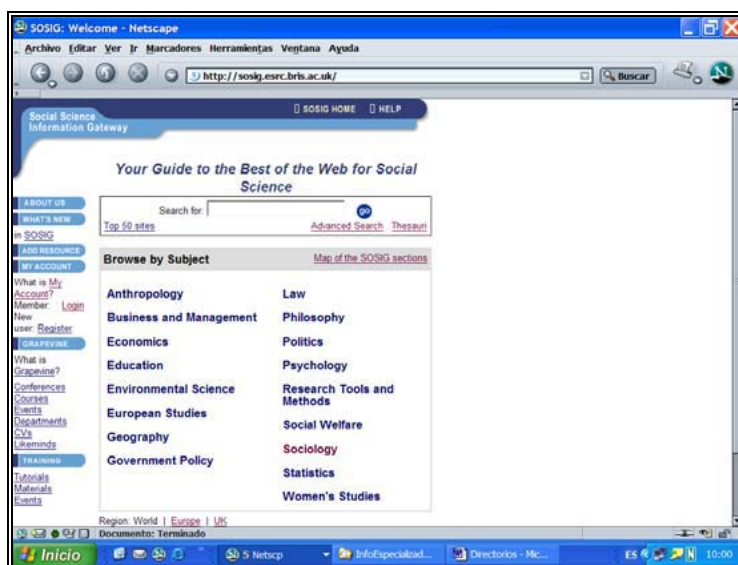 SOSIG: Welcome - Netscape
Archivo Editar Ver Ir Marcadores Herramientas Ventana Ayuda
http://sosig.esrc.bris.ac.uk/ Buscar
Social Science
Information Gateway
SOSIG HOME HELP
Your Guide to the Best of the Web for Social
Science
Search for: go
Top 50 sites Advanced Search Thesauri
Browse by Subject Map of the SOSIG sections
Anthropology
Business and Management
Economics
Education
Environmental Science
European Studies
Geography
Government Policy
Law
Philosophy
Politics
Psychology
Research Tools and
Methods
Social Welfare
Sociology
Statistics
Women's Studies
Region: World | Europe | UK
ABOUT US
WHAT'S NEW
in SOSIG
ADD RESOURCE
MY ACCOUNT
What is My
Account?
Member: Login
New
user: Register
GRAPEVINE
What is
Grapevine?
Conferences
Courses
Events
Departments
CVs
Likeminds
TRAINING
Tutorials
Materials
Events
Documento: Terminado
Inicio 5 Netscp InfoEspecializad... Directorios - Mic... ES 10:00